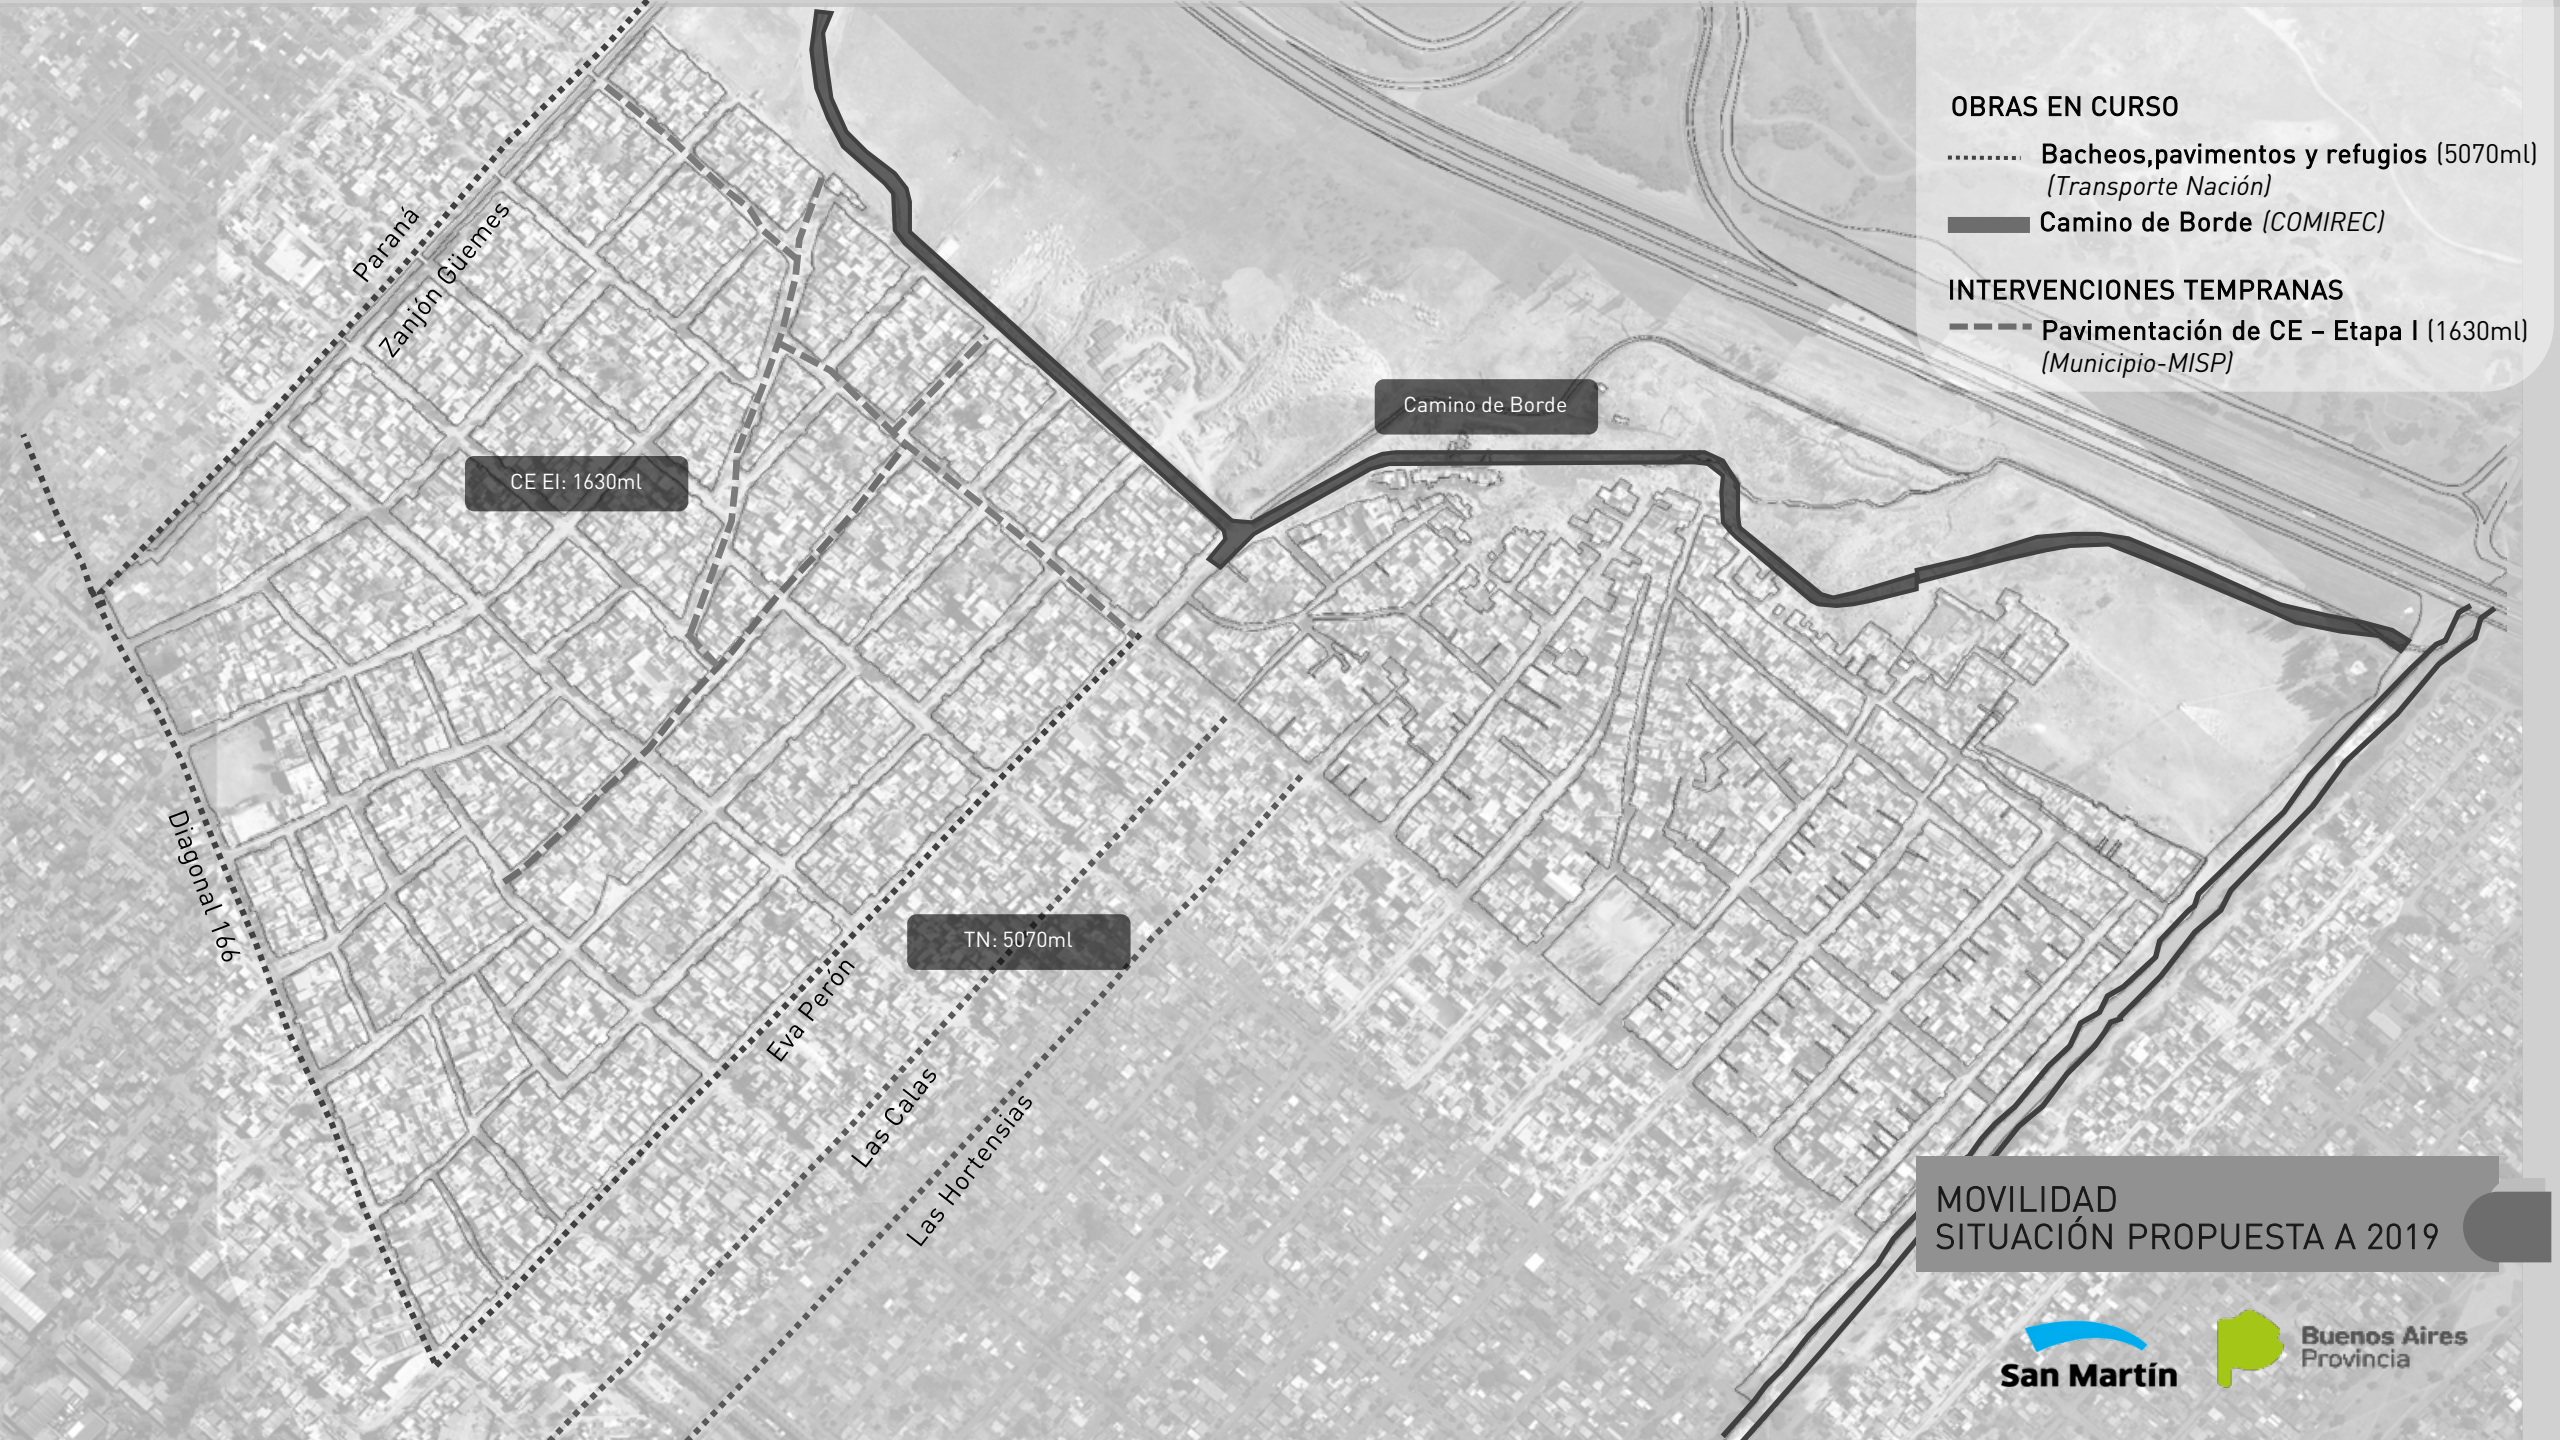 OBRAS EN CURSO
Bacheos,pavimentos y refugios (5070ml)
(Transporte Nación)
Camino de Borde (COMIREC)
INTERVENCIONES TEMPRANAS
Pavimentación de CE – Etapa I (1630ml)
(Municipio-MISP)
Paraná
Zanjón Güemes
Camino de Borde
CE EI: 1630ml
Diagonal 166
TN: 5070ml
Eva Perón
Las Calas
Las Hortensias
MOVILIDAD
SITUACIÓN PROPUESTA A 2019
San Martín
Buenos Aires
Provincia